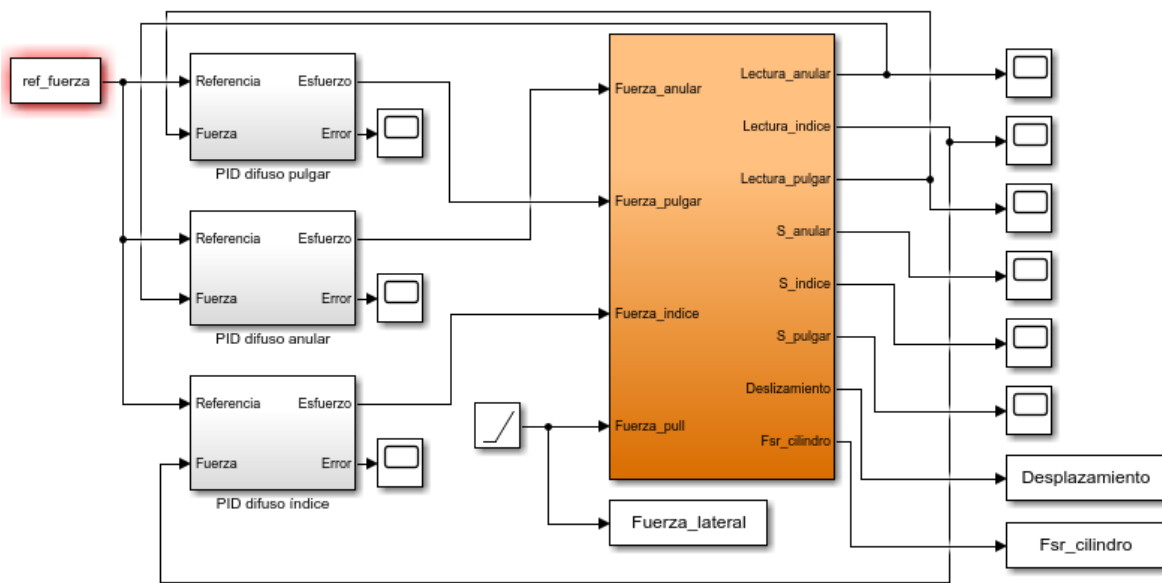 ref_fuerza
Referencia
Esfuerzo
Fuerza
Error
PID difuso pulgar
Referencia
Esfuerzo
Fuerza
Error
PID difuso anular
Referencia
Esfuerzo
Fuerza
Error
PID difuso índice
Fuerza_anular
Fuerza_pulgar
Fuerza_indice
Fuerza_pull
Lectura_anular
Lectura_indice
Lectura_pulgar
S_anular
S_indice
S_pulgar
Deslizamiento
Fsr_cilindro
Fuerza_lateral
Desplazamiento
Fsr_cilindro